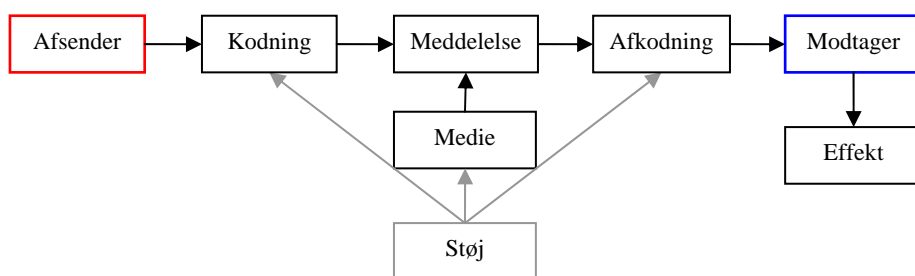 Afsender
Kodning
Meddelelse
Afkodning
Modtager
Medie
Effekt
Støj